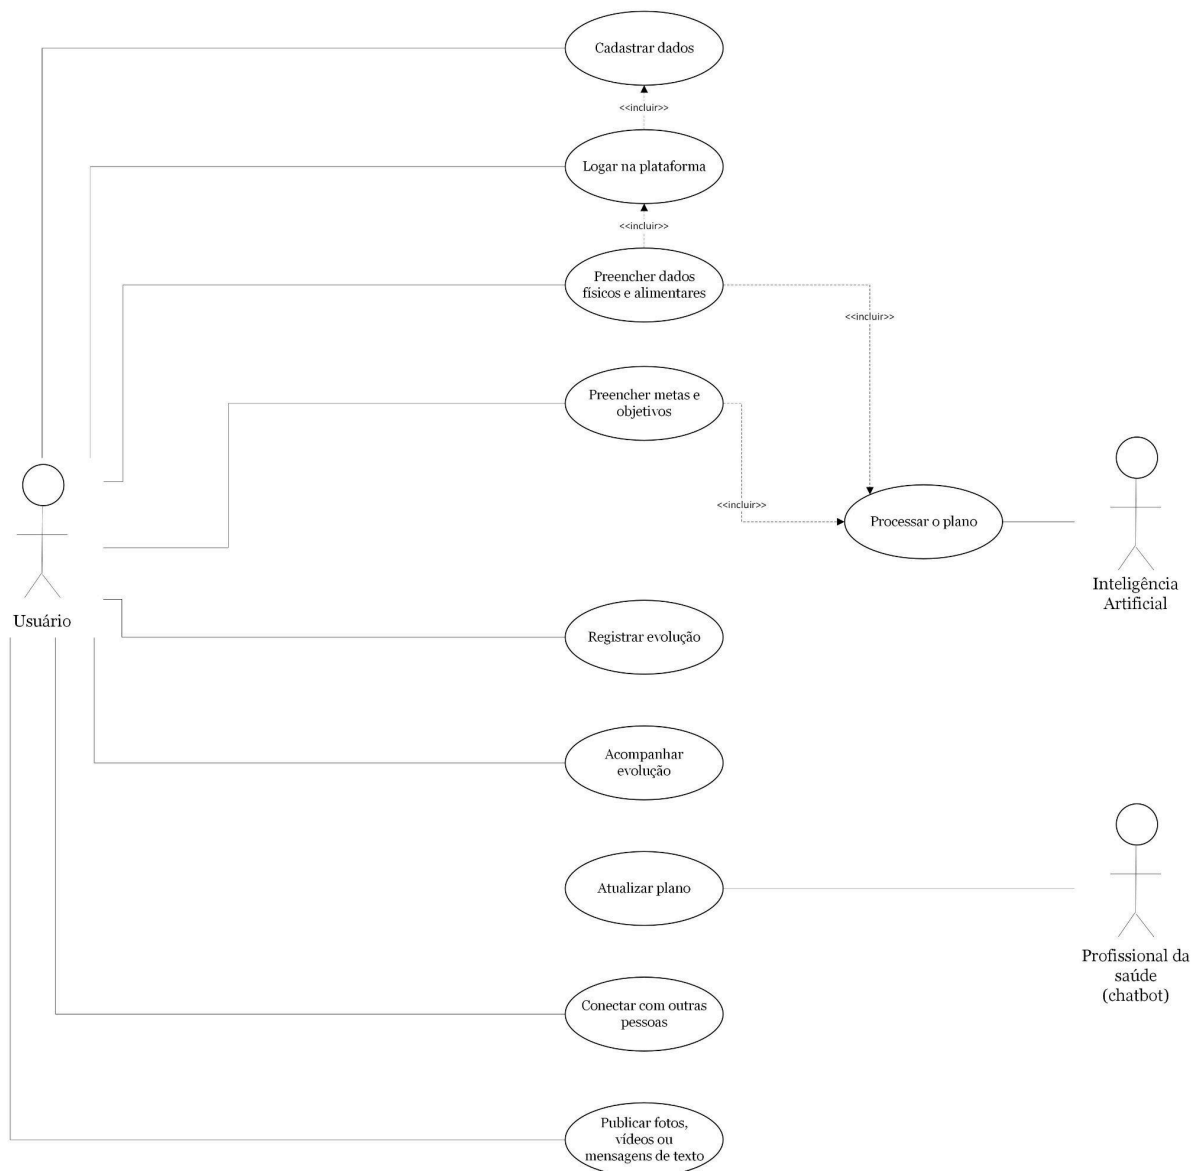 Cadastrar dados
<<incluir>>
Logar na plataforma
<<incluir>>
Preencher dados
físicos e alimentares
<<incluir>>
Preencher metas e
objetivos
<<incluir>>
Processar o plano
Inteligência
Artificial
Usuário
Registrar evolução
Acompanhar
evolução
Atualizar plano
Profissional da
saúde
(chatbot)
Conectar com outras
pessoas
Publicar fotos,
vídeos ou
mensagens de texto